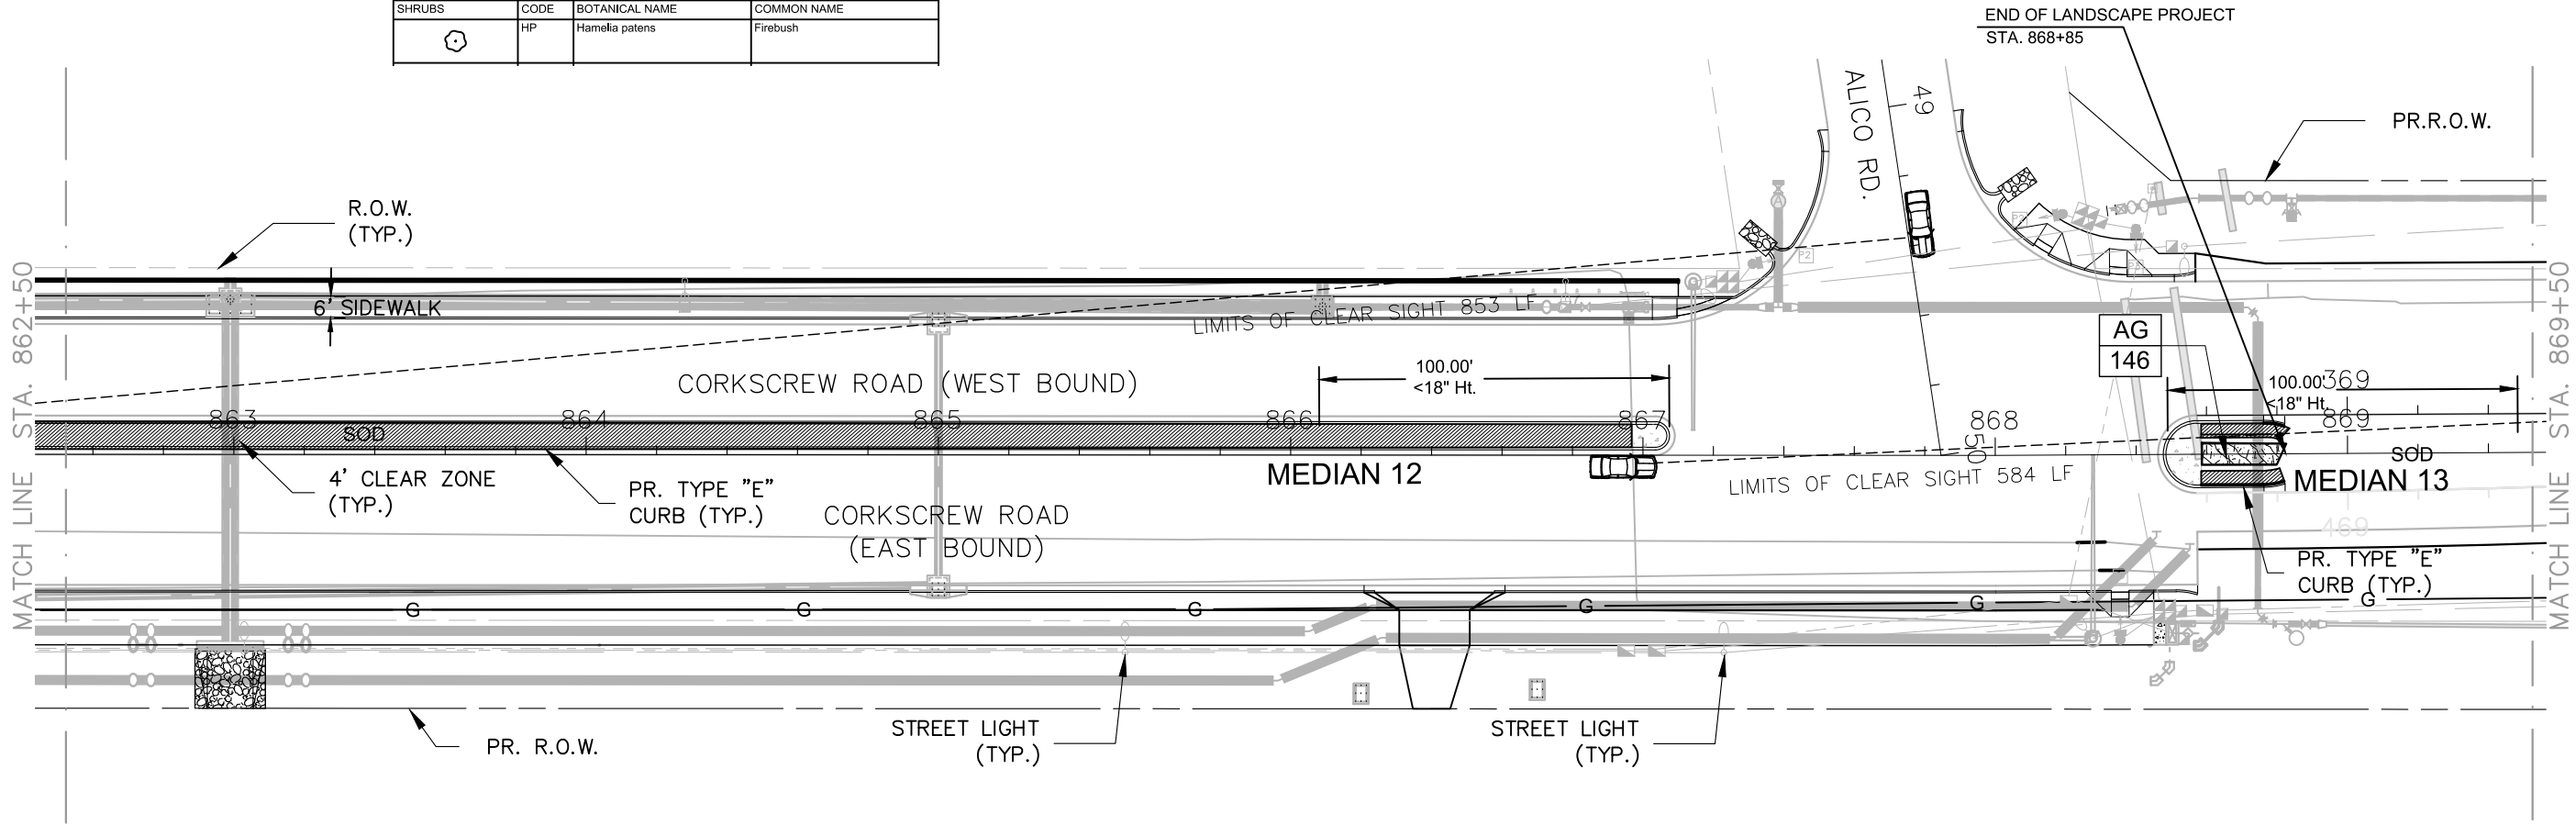 SHRUBS CODE BOTANICAL NAME COMMON NAME
HP Hamelia patens Firebush
END OF LANDSCAPE PROJECT
STA. 868+85
ALICO RD.
49
PR.R.O.W.
R.O.W.
(TYP.)
P2
P2
6' SIDEWALK
LIMITS OF CLEAR SIGHT 853 LF
MATCH LINE STA. 862+50
MATCH LINE STA. 869+50
AG
146
CORKSCREW ROAD (WEST BOUND)
100.00'
<18" Ht.
100.00'
<18" Ht.
369
863 864 865 866 867 868 869
SOD
50
SOD
4' CLEAR ZONE
(TYP.)
PR. TYPE "E"
CURB (TYP.)
MEDIAN 12
LIMITS OF CLEAR SIGHT 584 LF
MEDIAN 13
CORKSCREW ROAD
(EAST BOUND)
469
PR. TYPE "E"
CURB (TYP.)
G G G G G G
STREET LIGHT
(TYP.)
STREET LIGHT
(TYP.)
PR. R.O.W.